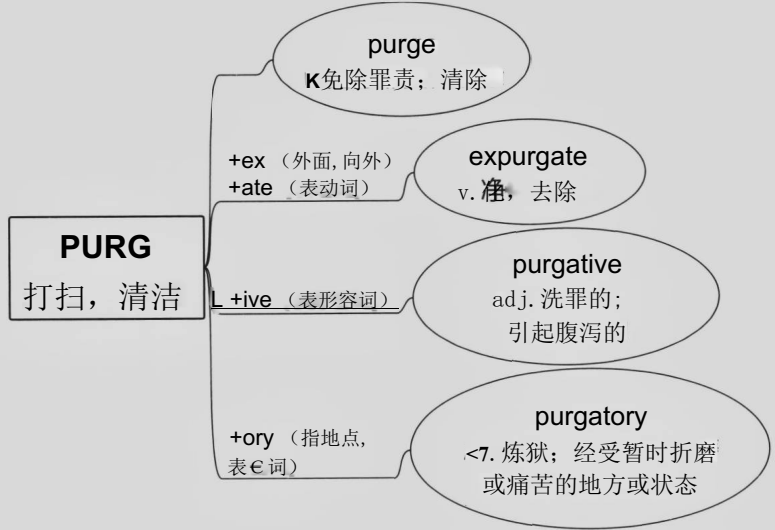 purge
K免除罪责；清除
+ex （外面,向外）
+ate （表动词）
expurgate
v.净，去除
PURG
打扫，清洁
L +ive （表形容词）
purgative
adj.洗罪的;
引起腹泻的
+ory （指地点,
表€词）
purgatory
<7.炼狱；经受暂时折磨
或痛苦的地方或状态